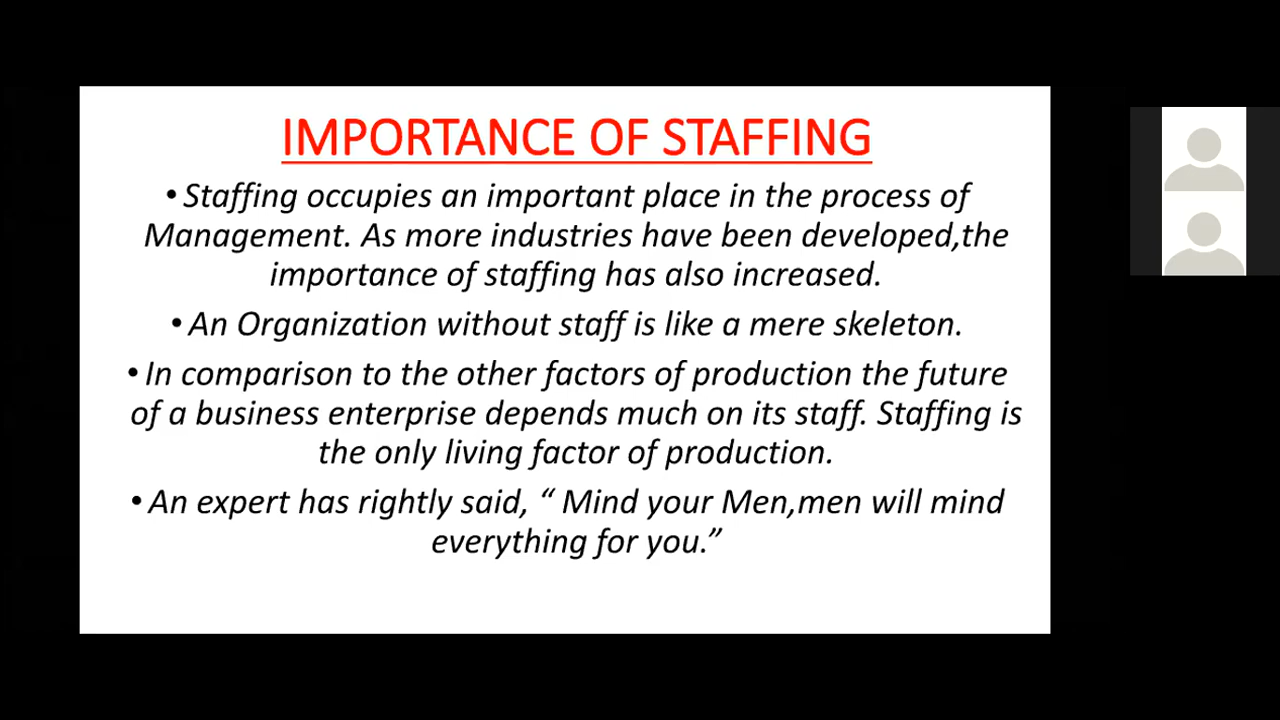 IMPORTANCE OF STAFFING
•Staffing occupies an important place in the process of
Management. As more industries have been developed,the
importance of staffing has also increased.
•An Organization without staff is like a mere skeleton.
•In comparison to the other factors of production the future
of a business enterprise depends much on its staff. Staffing is
the only living factor of production.
•An expert has rightly said, “ Mind your Men,men will mind
everything for you.”